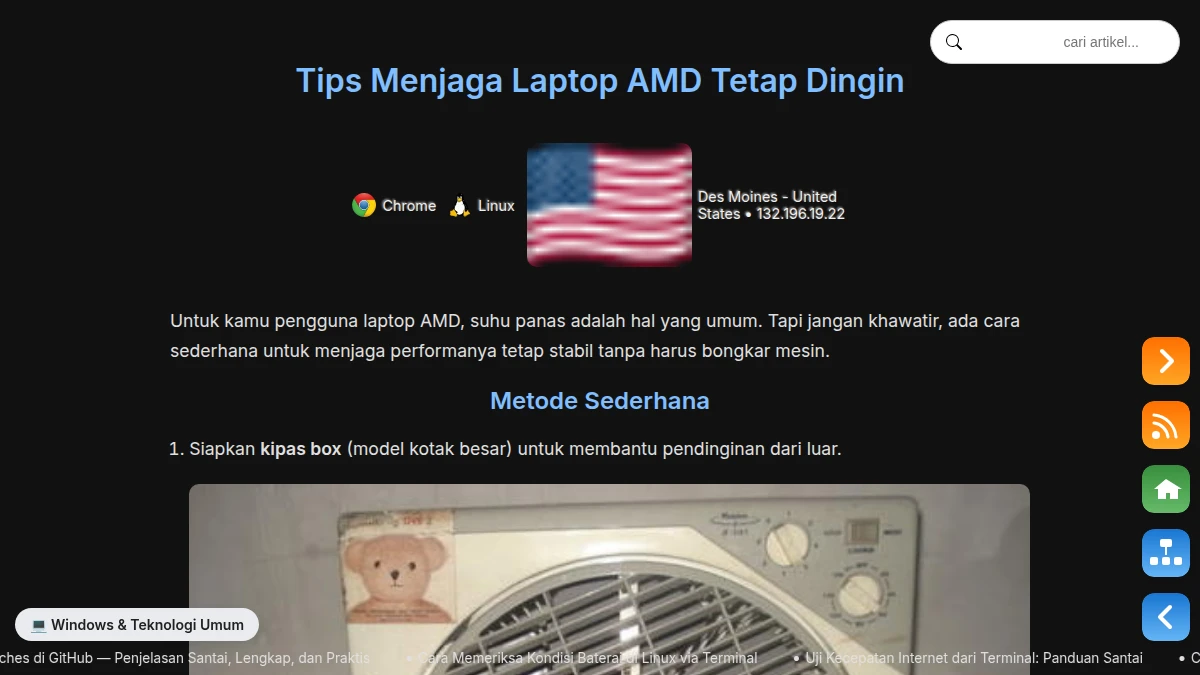 cari artikel...
Tips Menjaga Laptop AMD Tetap Dingin
Chrome
Linux
Des Moines - United
States • 132.196.19.22
Untuk kamu pengguna laptop AMD, suhu panas adalah hal yang umum. Tapi jangan khawatir, ada cara
sederhana untuk menjaga performanya tetap stabil tanpa harus bongkar mesin.
Metode Sederhana
1. Siapkan kipas box (model kotak besar) untuk membantu pendinginan dari luar.
💻 Windows & Teknologi Umum
ches di GitHub — Penjelasan Santai, Lengkap, dan Praktis • Cara Memeriksa Kondisi Baterai di Linux via Terminal • Uji Kecepatan Internet dari Terminal: Panduan Santai • C